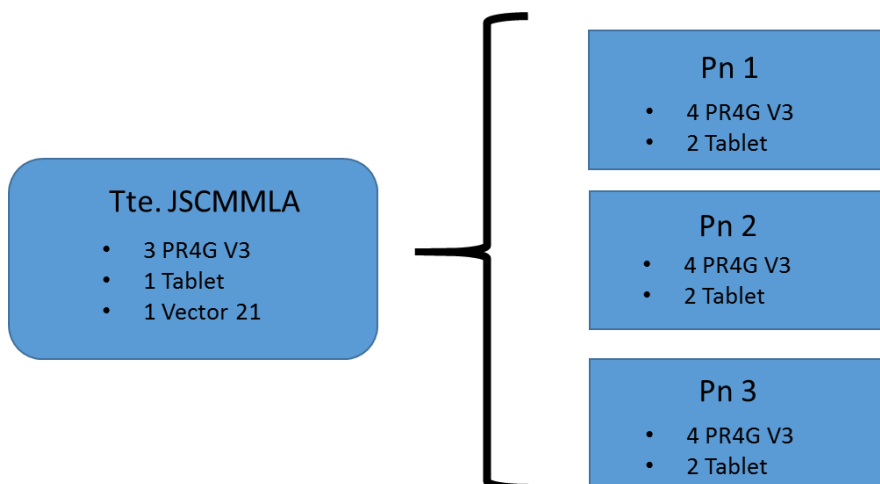 Tte. JSCMMLA
• 3 PR4G V3
• 1 Tablet
• 1 Vector 21
Pn 1
• 4 PR4G V3
• 2 Tablet
Pn 2
• 4 PR4G V3
• 2 Tablet
Pn 3
• 4 PR4G V3
• 2 Tablet